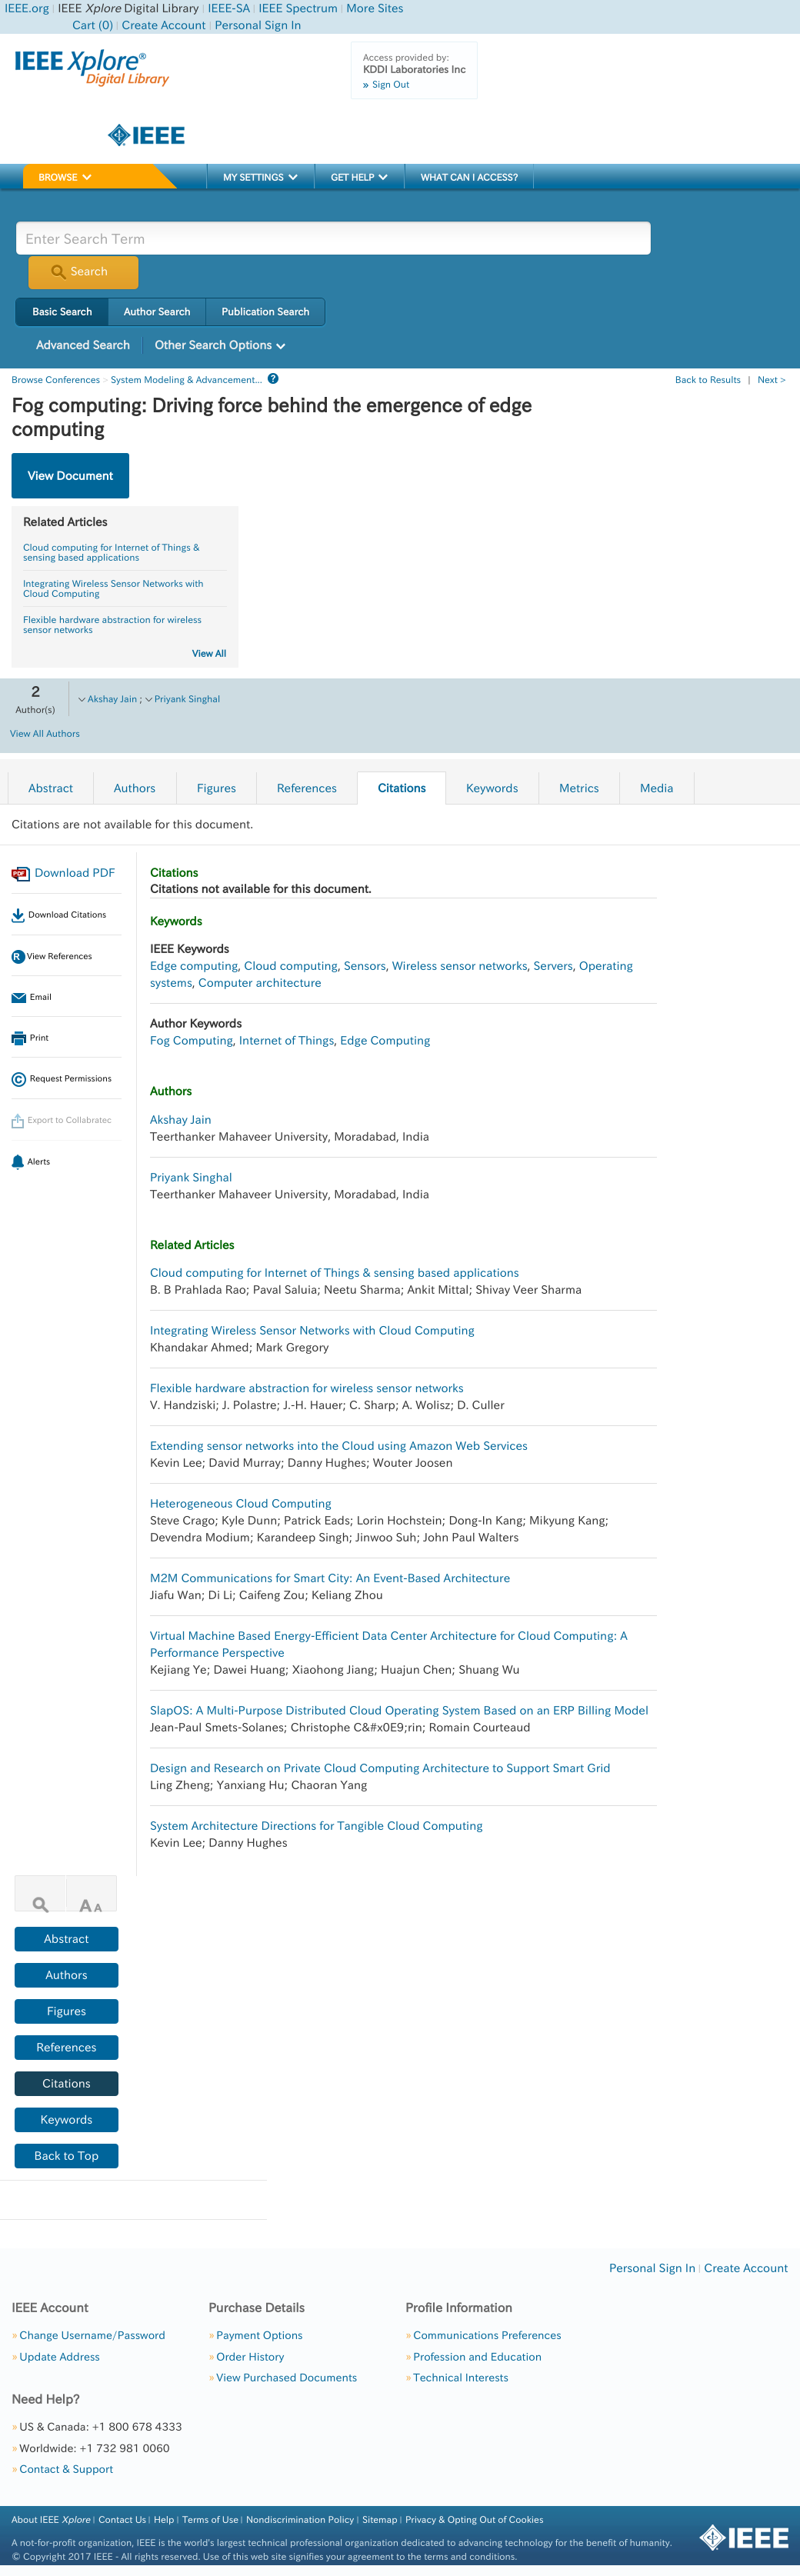 IEEE.org | IEEE Xplore Digital Library | IEEE-SA | IEEE Spectrum | More Sites
Cart (0) | Create Account | Personal Sign In
IEEE Xplore®
Digital Library
Access provided by:
KDDI Laboratories Inc
» Sign Out
IEEE
BROWSE
MY SETTINGS
GET HELP
WHAT CAN I ACCESS?
Enter Search Term
Search
Basic Search
Author Search
Publication Search
Advanced Search
Other Search Options
Browse Conferences > System Modeling & Advancement... ?
Back to Results | Next >
Fog computing: Driving force behind the emergence of edge
computing
View Document
Related Articles
Cloud computing for Internet of Things &
sensing based applications
Integrating Wireless Sensor Networks with
Cloud Computing
Flexible hardware abstraction for wireless
sensor networks
View All
2
Author(s)
Akshay Jain ; Priyank Singhal
View All Authors
Abstract
Authors
Figures
References
Citations
Keywords
Metrics
Media
Citations are not available for this document.
Download PDF
Download Citations
R View References
Email
Print
© Request Permissions
Export to Collabratec
Alerts
Citations
Citations not available for this document.
Keywords
IEEE Keywords
Edge computing, Cloud computing, Sensors, Wireless sensor networks, Servers, Operating
systems, Computer architecture
Author Keywords
Fog Computing, Internet of Things, Edge Computing
Authors
Akshay Jain
Teerthanker Mahaveer University, Moradabad, India
Priyank Singhal
Teerthanker Mahaveer University, Moradabad, India
Related Articles
Cloud computing for Internet of Things & sensing based applications
B. B Prahlada Rao; Paval Saluia; Neetu Sharma; Ankit Mittal; Shivay Veer Sharma
Integrating Wireless Sensor Networks with Cloud Computing
Khandakar Ahmed; Mark Gregory
Flexible hardware abstraction for wireless sensor networks
V. Handziski; J. Polastre; J.-H. Hauer; C. Sharp; A. Wolisz; D. Culler
Extending sensor networks into the Cloud using Amazon Web Services
Kevin Lee; David Murray; Danny Hughes; Wouter Joosen
Heterogeneous Cloud Computing
Steve Crago; Kyle Dunn; Patrick Eads; Lorin Hochstein; Dong-In Kang; Mikyung Kang;
Devendra Modium; Karandeep Singh; Jinwoo Suh; John Paul Walters
M2M Communications for Smart City: An Event-Based Architecture
Jiafu Wan; Di Li; Caifeng Zou; Keliang Zhou
Virtual Machine Based Energy-Efficient Data Center Architecture for Cloud Computing: A
Performance Perspective
Kejiang Ye; Dawei Huang; Xiaohong Jiang; Huajun Chen; Shuang Wu
SlapOS: A Multi-Purpose Distributed Cloud Operating System Based on an ERP Billing Model
Jean-Paul Smets-Solanes; Christophe C&#x0E9;rin; Romain Courteaud
Design and Research on Private Cloud Computing Architecture to Support Smart Grid
Ling Zheng; Yanxiang Hu; Chaoran Yang
System Architecture Directions for Tangible Cloud Computing
Kevin Lee; Danny Hughes
A A
Abstract
Authors
Figures
References
Citations
Keywords
Back to Top
Personal Sign In | Create Account
IEEE Account
» Change Username/Password
» Update Address
Purchase Details
» Payment Options
» Order History
» View Purchased Documents
Profile Information
» Communications Preferences
» Profession and Education
» Technical Interests
Need Help?
» US & Canada: +1 800 678 4333
» Worldwide: +1 732 981 0060
» Contact & Support
About IEEE Xplore | Contact Us | Help | Terms of Use | Nondiscrimination Policy | Sitemap | Privacy & Opting Out of Cookies
A not-for-profit organization, IEEE is the world's largest technical professional organization dedicated to advancing technology for the benefit of humanity.
© Copyright 2017 IEEE - All rights reserved. Use of this web site signifies your agreement to the terms and conditions.
IEEE